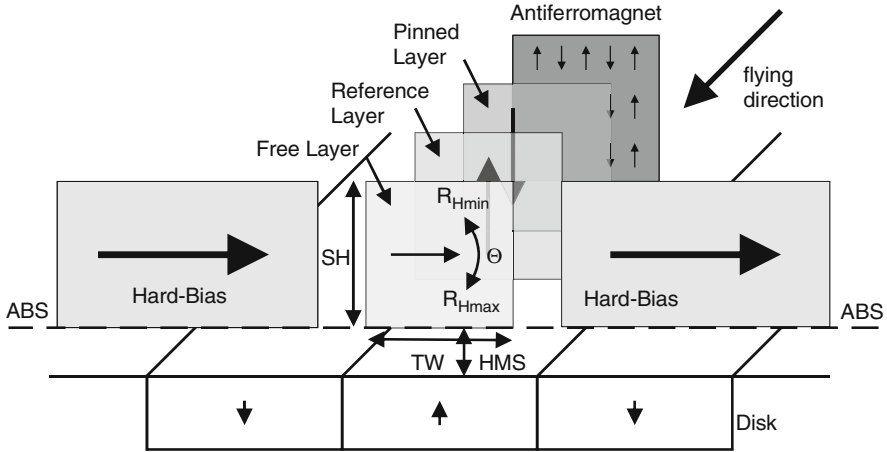 Antiferromagnet
Pinned
Layer
flying
direction
Reference
Layer
Free Layer
R_Hmin
SH
Θ
Hard-Bias
R_Hmax
Hard-Bias
ABS
ABS
TW
HMS
Disk